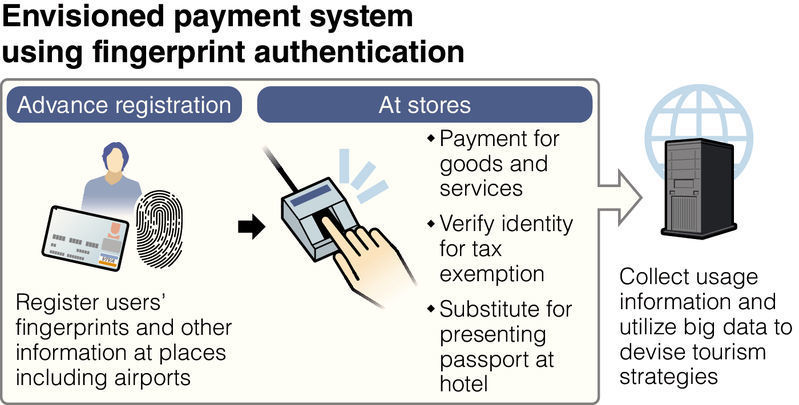 Envisioned payment system
using fingerprint authentication
Advance registration
Register users’
fingerprints and other
information at places
including airports
At stores
◆Payment for
goods and
services
◆Verify identity
for tax
exemption
◆Substitute for
presenting
passport at
hotel
Collect usage
information and
utilize big data to
devise tourism
strategies